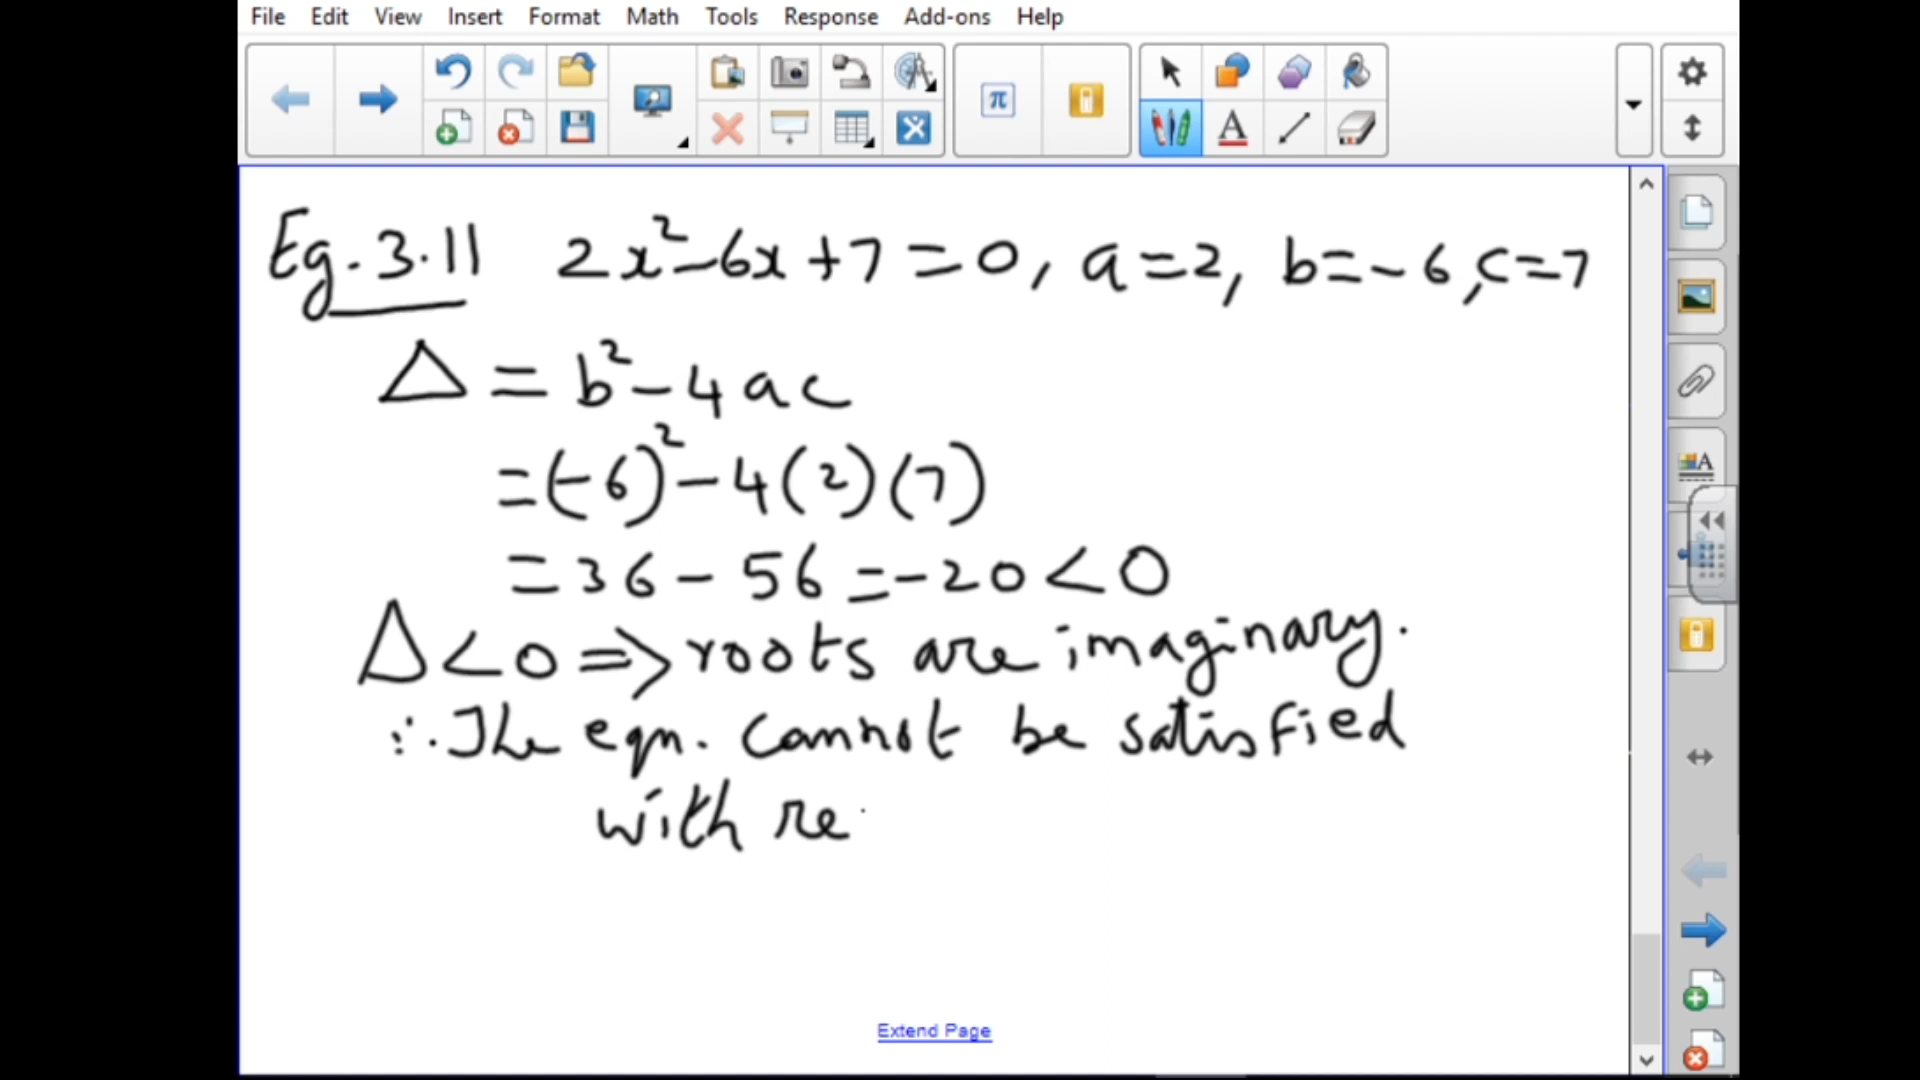 File Edit View Insert Format Math Tools Response Add-ons Help
Eg. 3.11 2x²-6x+7=0, a=2, b=-6, c=7
Δ = b²-4ac
=(-6)²-4(2)(7)
=36-56=-20<0
Δ<0 => roots are imaginary.
∴ The eqn. cannot be satisfied
with re
Extend Page